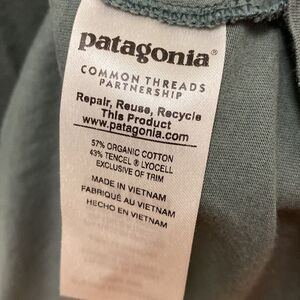 patagonia®
COMMON THREADS
PARTNERSHIP
Repair, Reuse, Recycle
This Product
www.patagonia.com
57% ORGANIC COTTON
43% TENCEL® LYOCELL
EXCLUSIVE OF TRIM
MADE IN VIETNAM
FABRIQUÉ AU VIETNAM
HECHO EN VIETNAM